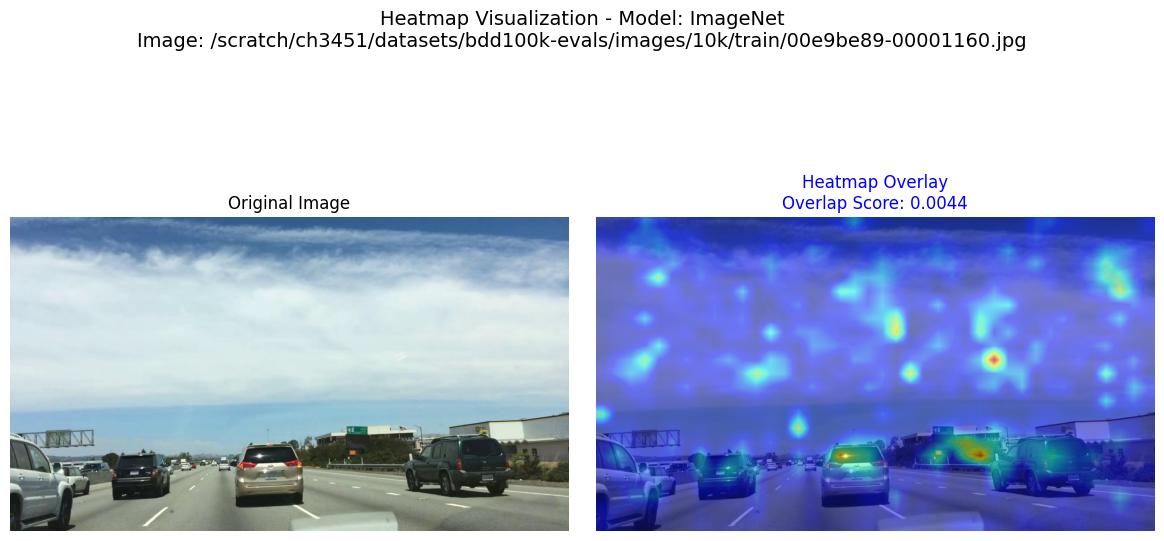 Heatmap Visualization - Model: ImageNet
Image: /scratch/ch3451/datasets/bdd100k-evals/images/10k/train/00e9be89-00001160.jpg
Original Image
Heatmap Overlay
Overlap Score: 0.0044